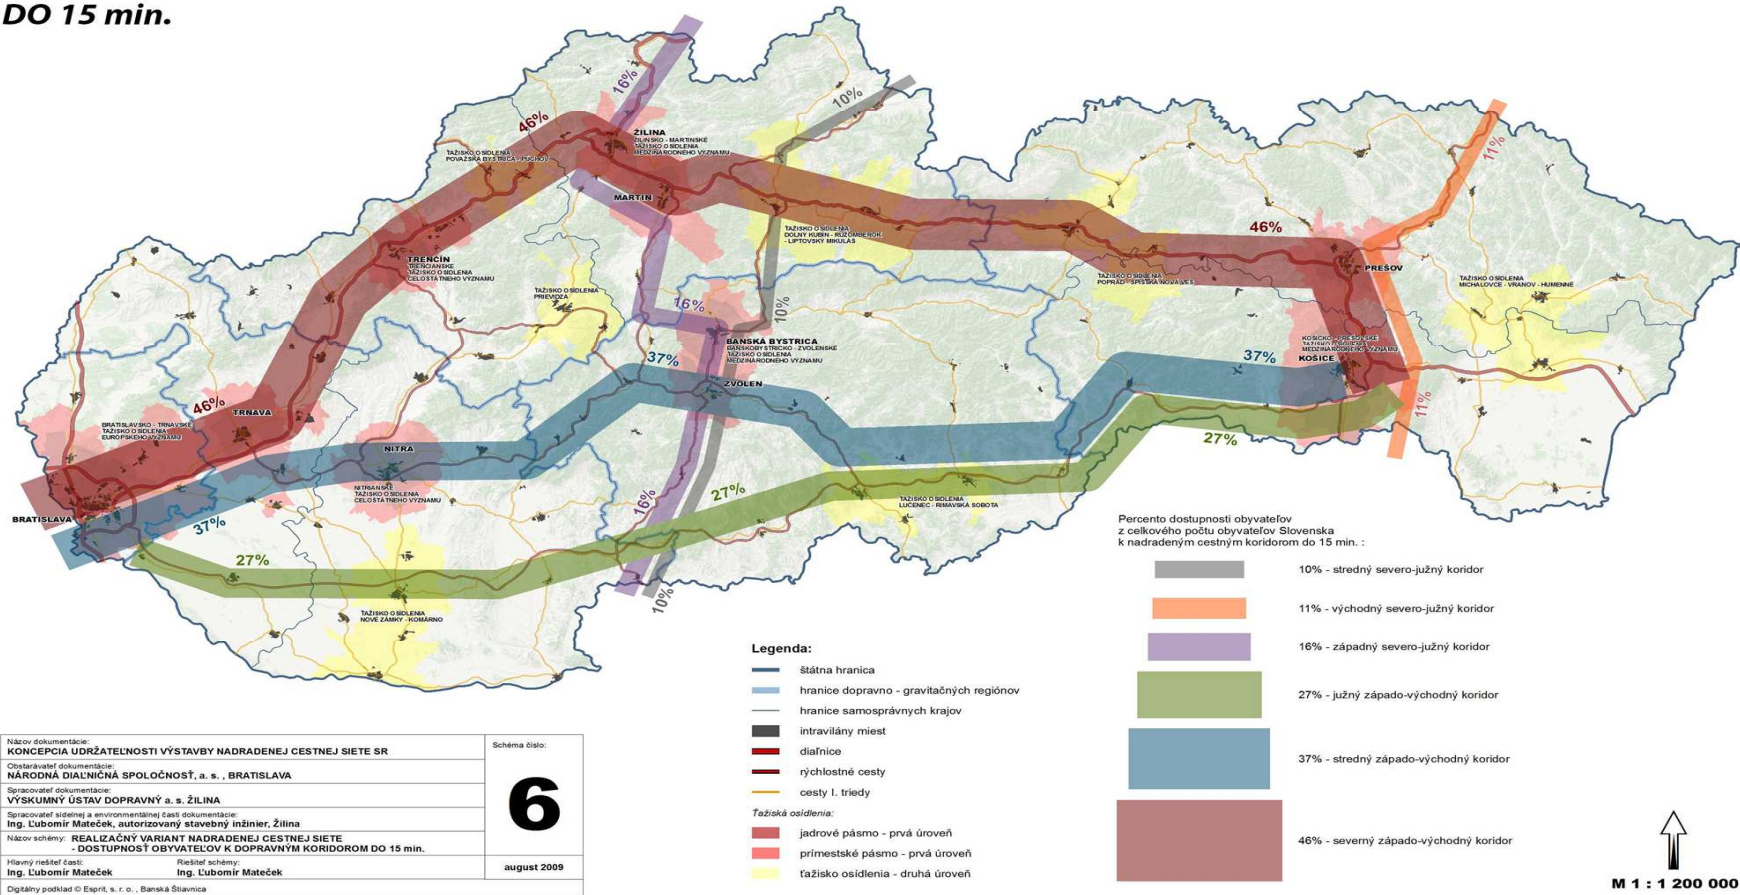 DO 15 min.
16%
10%
46%
ŽILINA
ŽILINSKO - MARTINSKÉ
ŤAŽISKO OSÍDLENIA
MEDZINÁRODNÉHO VÝZNAMU
11%
ŤAŽISKO OSÍDLENIA
POVAŽSKÁ BYSTRICA - PÚCHOV
MARTIN
ŤAŽISKO OSÍDLENIA
DOLNÝ KUBÍN - RUŽOMBEROK
- LIPTOVSKÝ MIKULÁŠ
46%
TRENČÍN
TRENČIANSKE
ŤAŽISKO OSÍDLENIA
CELOŠTÁTNEHO VÝZNAMU
PREŠOV
ŤAŽISKO OSÍDLENIA
POPRAD - SPIŠSKÁ NOVÁ VES
ŤAŽISKO OSÍDLENIA
MICHALOVCE - VRANOV - HUMENNÉ
ŤAŽISKO OSÍDLENIA
PRIEVIDZA
16%
10%
BANSKÁ BYSTRICA
BANSKOBYSTRICKO - ZVOLENSKÉ
ŤAŽISKO OSÍDLENIA
MEDZINÁRODNÉHO VÝZNAMU
KOŠICKO - PREŠOVSKÉ
ŤAŽISKO OSÍDLENIA
MEDZINÁRODNÉHO VÝZNAMU
KOŠICE
37%
37%
ZVOLEN
46%
TRNAVA
11%
BRATISLAVSKO - TRNAVSKÉ
ŤAŽISKO OSÍDLENIA
EURÓPSKEHO VÝZNAMU
27%
NITRA
NITRIANSKE
ŤAŽISKO OSÍDLENIA
CELOŠTÁTNEHO VÝZNAMU
16%
27%
ŤAŽISKO OSÍDLENIA
LUČENEC - RIMAVSKÁ SOBOTA
BRATISLAVA
37%
27%
10%
ŤAŽISKO OSÍDLENIA
NOVÉ ZÁMKY - KOMÁRNO
Percento dostupnosti obyvateľov
z celkového počtu obyvateľov Slovenska
k nadradeným cestným koridorom do 15 min. :
10% - stredný severo-južný koridor
11% - východný severo-južný koridor
16% - západný severo-južný koridor
27% - južný západo-východný koridor
37% - stredný západo-východný koridor
46% - severný západo-východný koridor
Legenda:
štátna hranica
hranice dopravno - gravitačných regiónov
hranice samosprávnych krajov
intravilány miest
diaľnice
rýchlostné cesty
cesty I. triedy
Ťažiská osídlenia:
jadrové pásmo - prvá úroveň
prímestské pásmo - prvá úroveň
ťažisko osídlenia - druhá úroveň
Názov dokumentácie:
KONCEPCIA UDRŽATEĽNOSTI VÝSTAVBY NADRADENEJ CESTNEJ SIETE SR
Obstarávateľ dokumentácie:
NÁRODNÁ DIAĽNIČNÁ SPOLOČNOSŤ, a. s. , BRATISLAVA
Spracovateľ dokumentácie:
VÝSKUMNÝ ÚSTAV DOPRAVNÝ a. s. ŽILINA
Spracovateľ sídelnej a environmentálnej časti dokumentácie:
Ing. Ľubomír Mateček, autorizovaný stavebný inžinier, Žilina
Názov schémy: REALIZAČNÝ VARIANT NADRADENEJ CESTNEJ SIETE
- DOSTUPNOSŤ OBYVATEĽOV K DOPRAVNÝM KORIDOROM DO 15 min.
Hlavný riešiteľ časti: Riešiteľ schémy:
Ing. Ľubomír Mateček Ing. Ľubomír Mateček
Digitálny podklad © Esprit, s. r. o. , Banská Štiavnica
Schéma číslo:
6
august 2009
M 1 : 1 200 000